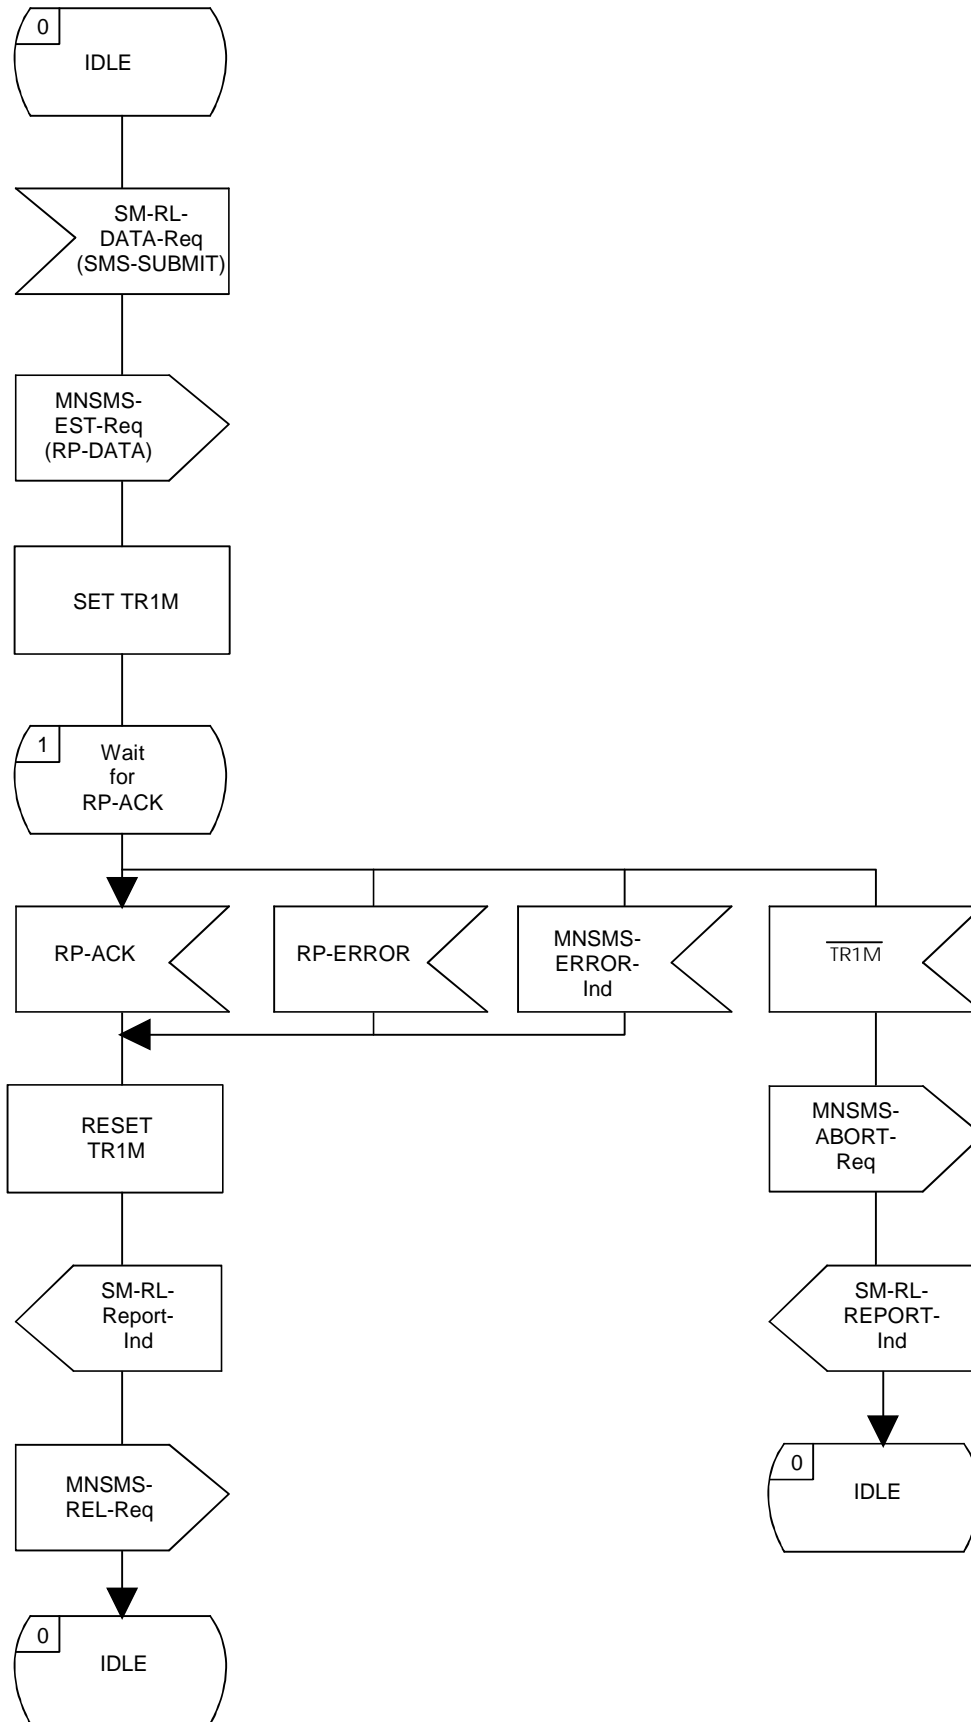 0
IDLE
SM-RL-
DATA-Req
(SMS-SUBMIT)
MNSMS-
EST-Req
(RP-DATA)
SET TR1M
1
Wait
for
RP-ACK
RP-ACK
RP-ERROR
MNSMS-
ERROR-
Ind
TR1M
RESET
TR1M
MNSMS-
ABORT-
Req
SM-RL-
Report-
Ind
SM-RL-
REPORT-
Ind
MNSMS-
REL-Req
0
IDLE
0
IDLE